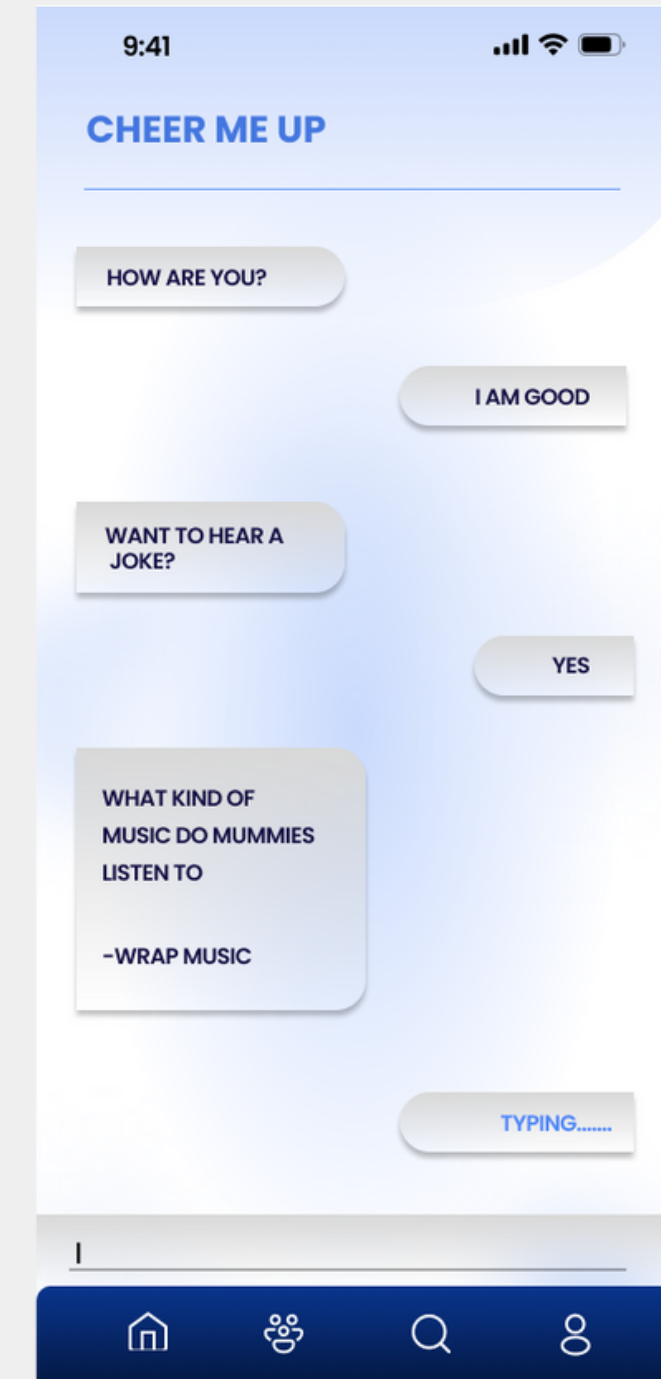 9:41
CHEER ME UP
HOW ARE YOU?
I AM GOOD
WANT TO HEAR A
JOKE?
YES
WHAT KIND OF
MUSIC DO MUMMIES
LISTEN TO
-WRAP MUSIC
TYPING.......